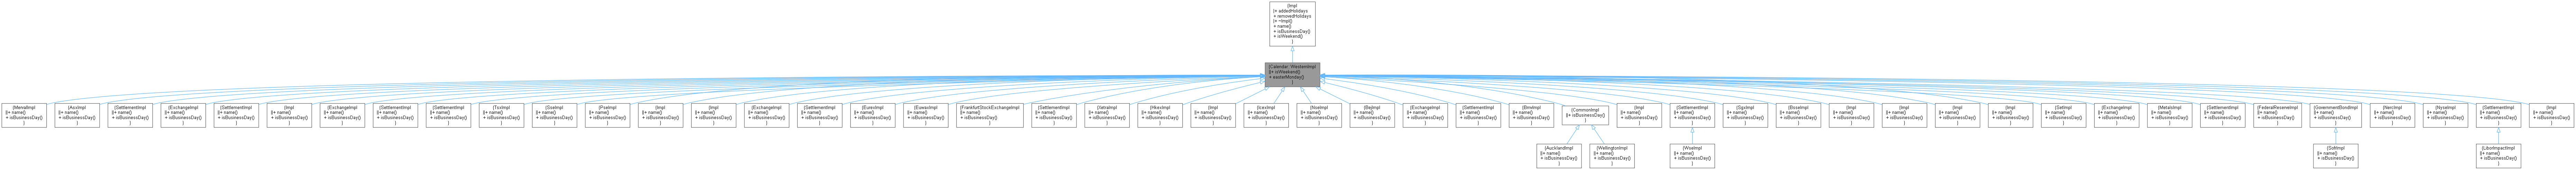 {Impl
|+ addedHolidays
+ removedHolidays
|+ ~Impl()
+ name()
+ isBusinessDay()
+ isWeekend()
}
{Calendar::WesternImpl
||+ isWeekend()
+ easterMonday()
}
{MervalImpl
||+ name()
+ isBusinessDay()
}
{AsxImpl
||+ name()
+ isBusinessDay()
}
{SettlementImpl
||+ name()
+ isBusinessDay()
}
{ExchangeImpl
||+ name()
+ isBusinessDay()
}
{SettlementImpl
||+ name()
+ isBusinessDay()
}
{Impl
||+ name()
+ isBusinessDay()
}
{ExchangeImpl
||+ name()
+ isBusinessDay()
}
{SettlementImpl
||+ name()
+ isBusinessDay()
}
{SettlementImpl
||+ name()
+ isBusinessDay()
}
{TsxImpl
||+ name()
+ isBusinessDay()
}
{SseImpl
||+ name()
+ isBusinessDay()
}
{PseImpl
||+ name()
+ isBusinessDay()
}
{Impl
||+ name()
+ isBusinessDay()
}
{Impl
||+ name()
+ isBusinessDay()
}
{ExchangeImpl
||+ name()
+ isBusinessDay()
}
{SettlementImpl
||+ name()
+ isBusinessDay()
}
{EurexImpl
||+ name()
+ isBusinessDay()
}
{EuwaxImpl
||+ name()
+ isBusinessDay()
}
{FrankfurtStockExchangeImpl
||+ name()
+ isBusinessDay()
}
{SettlementImpl
||+ name()
+ isBusinessDay()
}
{XetraImpl
||+ name()
+ isBusinessDay()
}
{HkexImpl
||+ name()
+ isBusinessDay()
}
{Impl
||+ name()
+ isBusinessDay()
}
{IcexImpl
||+ name()
+ isBusinessDay()
}
{NseImpl
||+ name()
+ isBusinessDay()
}
{BejImpl
||+ name()
+ isBusinessDay()
}
{ExchangeImpl
||+ name()
+ isBusinessDay()
}
{SettlementImpl
||+ name()
+ isBusinessDay()
}
{BmvImpl
||+ name()
+ isBusinessDay()
}
{CommonImpl
||+ isBusinessDay()
}
{Impl
||+ name()
+ isBusinessDay()
}
{SettlementImpl
||+ name()
+ isBusinessDay()
}
{SgxImpl
||+ name()
+ isBusinessDay()
}
{BsseImpl
||+ name()
+ isBusinessDay()
}
{Impl
||+ name()
+ isBusinessDay()
}
{Impl
||+ name()
+ isBusinessDay()
}
{Impl
||+ name()
+ isBusinessDay()
}
{Impl
||+ name()
+ isBusinessDay()
}
{SetImpl
||+ name()
+ isBusinessDay()
}
{ExchangeImpl
||+ name()
+ isBusinessDay()
}
{MetalsImpl
||+ name()
+ isBusinessDay()
}
{SettlementImpl
||+ name()
+ isBusinessDay()
}
{FederalReserveImpl
||+ name()
+ isBusinessDay()
}
{GovernmentBondImpl
||+ name()
+ isBusinessDay()
}
{NercImpl
||+ name()
+ isBusinessDay()
}
{NyseImpl
||+ name()
+ isBusinessDay()
}
{SettlementImpl
||+ name()
+ isBusinessDay()
}
{Impl
||+ name()
+ isBusinessDay()
}
{AucklandImpl
||+ name()
+ isBusinessDay()
}
{WellingtonImpl
||+ name()
+ isBusinessDay()
}
{WseImpl
||+ name()
+ isBusinessDay()
}
{SofrImpl
||+ name()
+ isBusinessDay()
}
{LiborImpactImpl
||+ name()
+ isBusinessDay()
}